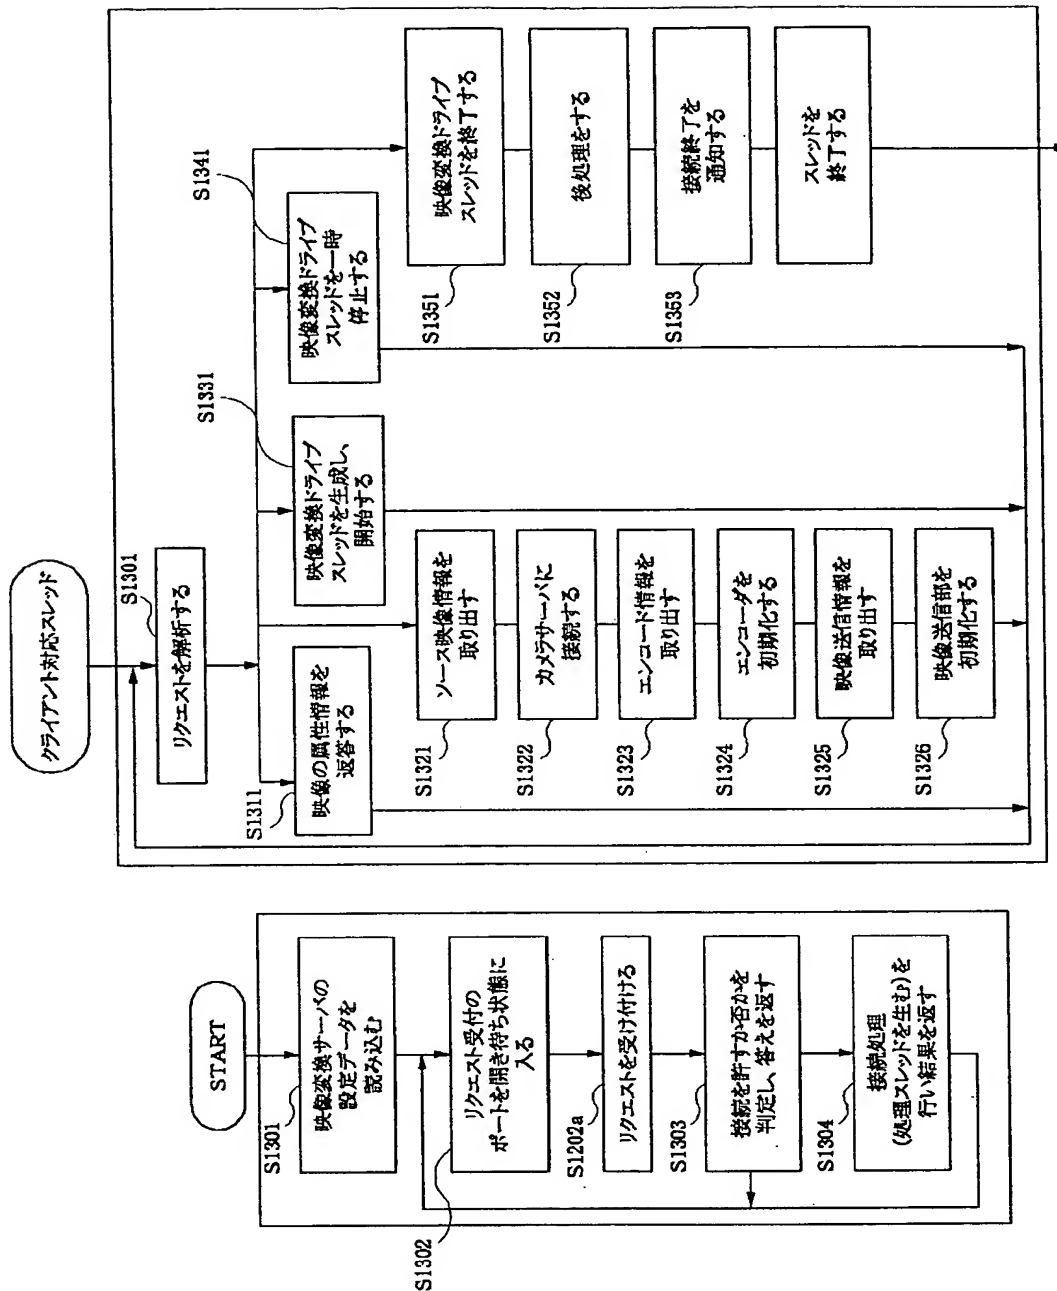 START
S1301
映像変換サーバの
設定データを
読み込む
S1302
リクエスト受付の
ポートを開き待ち状態に
入る
S1202a
リクエストを受け付ける
S1303
接続を許すか否かを
判定し、答えを返す
S1304
接続処理
(処理スレッドを生む)を
行い結果を返す
クライアント対応スレッド
S1301
リクエストを解析する
S1311
映像の属性情報を
返答する
S1321
ソース映像情報を
取り出す
S1322
カメラサーバに
接続する
S1323
エンコード情報を
取り出す
S1324
エンコーダを
初期化する
S1325
映像送信情報を
取り出す
S1326
映像送信部を
初期化する
S1331
映像変換ドライブ
スレッドを生成し、
開始する
S1341
映像変換ドライブ
スレッドを一時
停止する
S1351
映像変換ドライブ
スレッドを終了する
S1352
後処理をする
S1353
接続終了を
通知する
スレッドを
終了する